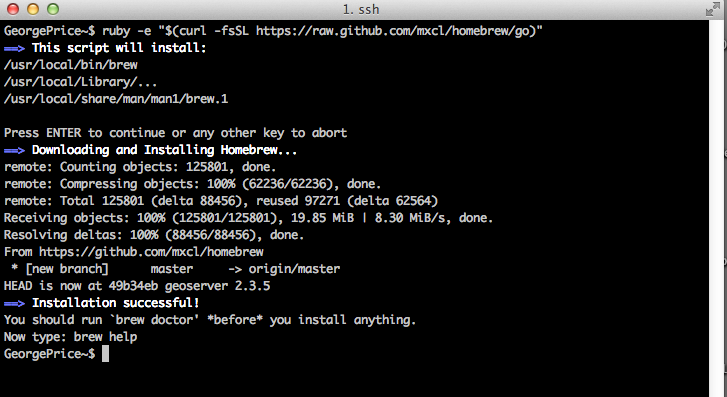 1. ssh
GeorgePrice~$ ruby -e "$(curl -fsSL https://raw.github.com/mxcl/homebrew/go)"
==> This script will install:
/usr/local/bin/brew
/usr/local/Library/...
/usr/local/share/man/man1/brew.1
Press ENTER to continue or any other key to abort
==> Downloading and Installing Homebrew...
remote: Counting objects: 125801, done.
remote: Compressing objects: 100% (62236/62236), done.
remote: Total 125801 (delta 88456), reused 97271 (delta 62564)
Receiving objects: 100% (125801/125801), 19.85 MiB | 8.30 MiB/s, done.
Resolving deltas: 100% (88456/88456), done.
From https://github.com/mxcl/homebrew
 * [new branch]      master     -> origin/master
HEAD is now at 49b34eb geoserver 2.3.5
==> Installation successful!
You should run `brew doctor' *before* you install anything.
Now type: brew help
GeorgePrice~$